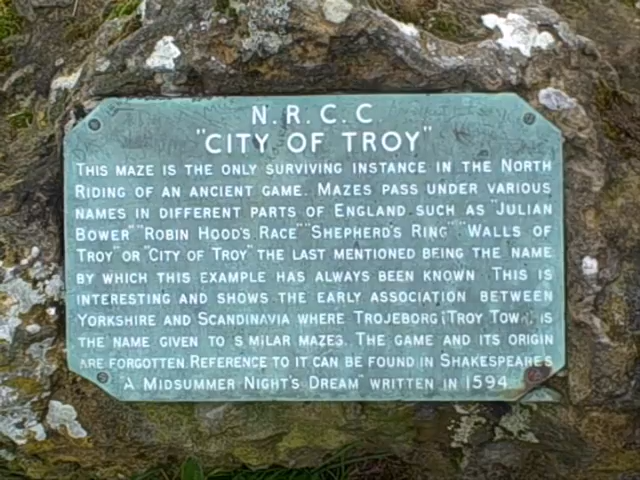 N.R.C.C.
"CITY OF TROY"
THIS MAZE IS THE ONLY SURVIVING INSTANCE IN THE NORTH
RIDING OF AN ANCIENT GAME. MAZES PASS UNDER VARIOUS
NAMES IN DIFFERENT PARTS OF ENGLAND SUCH AS "JULIAN
BOWER" "ROBIN HOOD'S RACE" "SHEPHERD'S RING" "WALLS OF
TROY" OR "CITY OF TROY" THE LAST MENTIONED BEING THE NAME
BY WHICH THIS EXAMPLE HAS ALWAYS BEEN KNOWN. THIS IS
INTERESTING AND SHOWS THE EARLY ASSOCIATION BETWEEN
YORKSHIRE AND SCANDINAVIA WHERE TROJEBORG (TROY TOWN) IS
THE NAME GIVEN TO SIMILAR MAZES. THE GAME AND ITS ORIGIN
ARE FORGOTTEN. REFERENCE TO IT CAN BE FOUND IN SHAKESPEARES
"A MIDSUMMER NIGHT'S DREAM" WRITTEN IN 1594